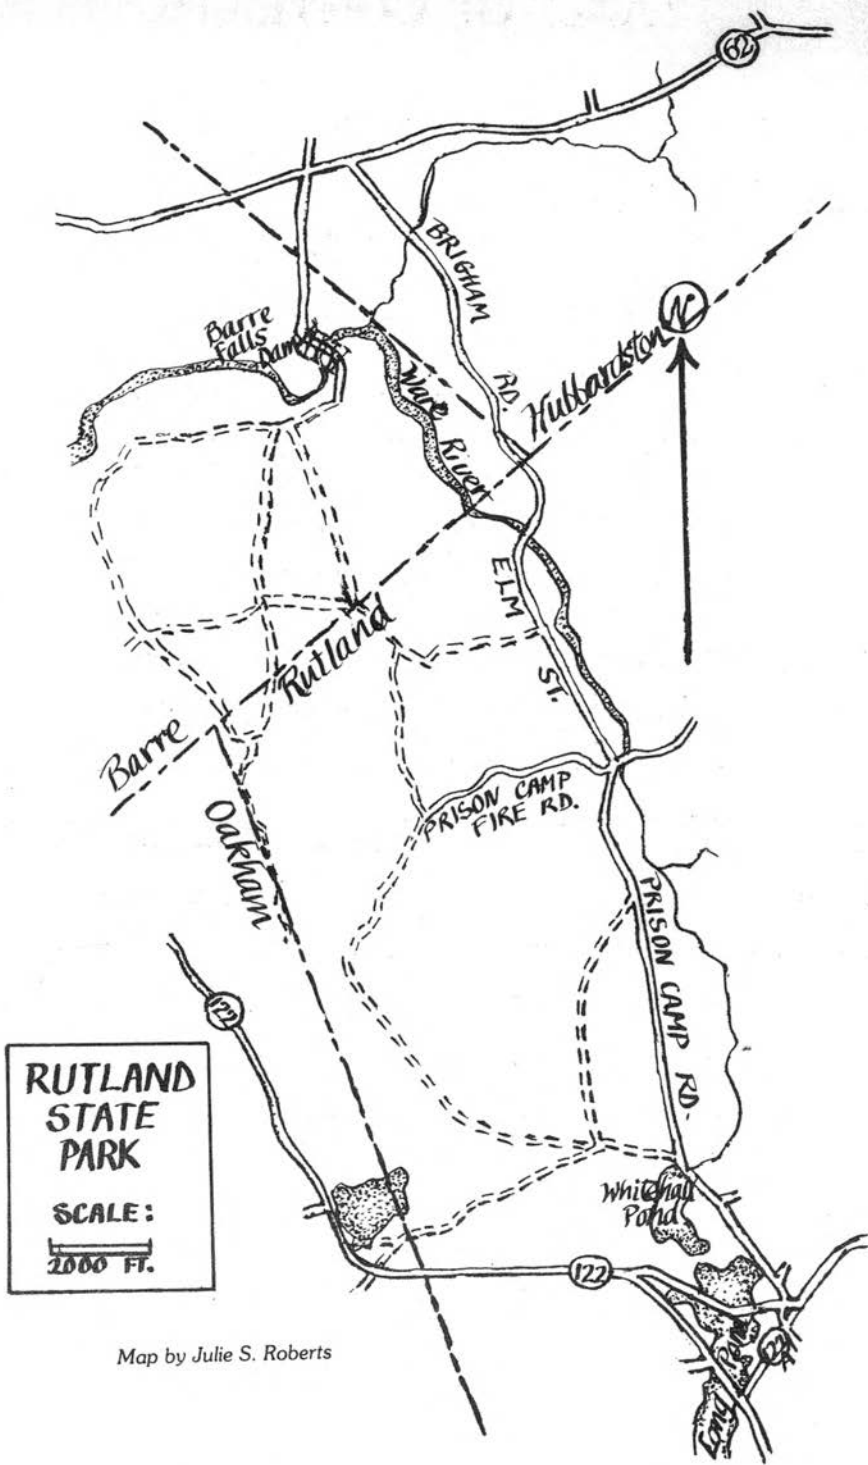 62
BRIGHAM
RD.
N
Barre
Falls
Dam
Ware
River
Hubbardston
ELM
ST.
Rutland
Barre
PRISON CAMP
FIRE RD.
Oakham
PRISON CAMP RD.
122
RUTLAND
STATE
PARK
SCALE:
2000 FT.
Whitehall
Pond
122
122
Long Pond
Map by Julie S. Roberts